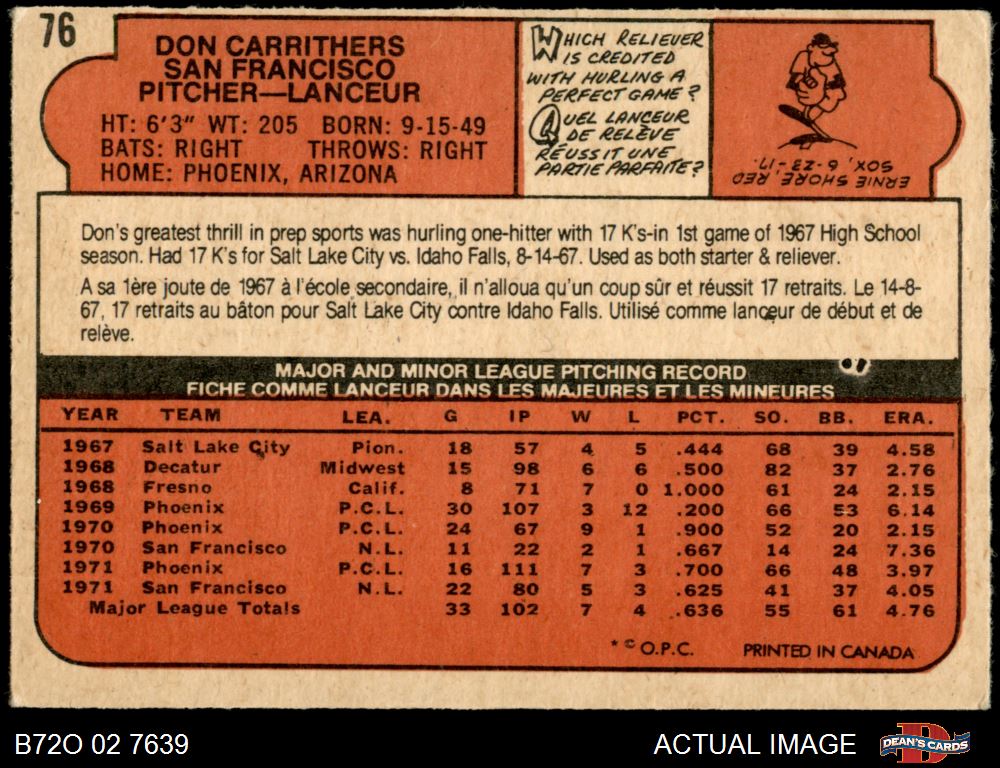 76
DON CARRITHERS
SAN FRANCISCO
PITCHER—LANCEUR
HT: 6'3" WT: 205 BORN: 9-15-49
BATS: RIGHT THROWS: RIGHT
HOME: PHOENIX, ARIZONA
WHICH RELIEVER
IS CREDITED
WITH HURLING A
PERFECT GAME?
QUEL LANCEUR
DE RELÈVE
RÉUSSIT UNE
PARTIE PARFAITE?
ERNIE SHORE, RED
SOX, 6-23-17.
Don's greatest thrill in prep sports was hurling one-hitter with 17 K's-in 1st game of 1967 High School
season. Had 17 K's for Salt Lake City vs. Idaho Falls, 8-14-67. Used as both starter & reliever.
A sa 1ère joute de 1967 à l'école secondaire, il n'alloua qu'un coup sûr et réussit 17 retraits. Le 14-8-
67, 17 retraits au bâton pour Salt Lake City contre Idaho Falls. Utilisé comme lanceur de début et de
relève.
MAJOR AND MINOR LEAGUE PITCHING RECORD
FICHE COMME LANCEUR DANS LES MAJEURES ET LES MINEURES
YEAR TEAM LEA. G IP W L PCT. SO. BB. ERA.
1967 Salt Lake City Pion. 18 57 4 5 .444 68 39 4.58
1968 Decatur Midwest 15 98 6 6 .500 82 37 2.76
1968 Fresno Calif. 8 71 7 0 1.000 61 24 2.15
1969 Phoenix P.C.L. 30 107 3 12 .200 66 53 6.14
1970 Phoenix P.C.L. 24 67 9 1 .900 52 20 2.15
1970 San Francisco N.L. 11 22 2 1 .667 14 24 7.36
1971 Phoenix P.C.L. 16 111 7 3 .700 66 48 3.97
1971 San Francisco N.L. 22 80 5 3 .625 41 37 4.05
Major League Totals 33 102 7 4 .636 55 61 4.76
* © O.P.C. PRINTED IN CANADA
B72O 02 7639
ACTUAL IMAGE
DEAN'S CARDS